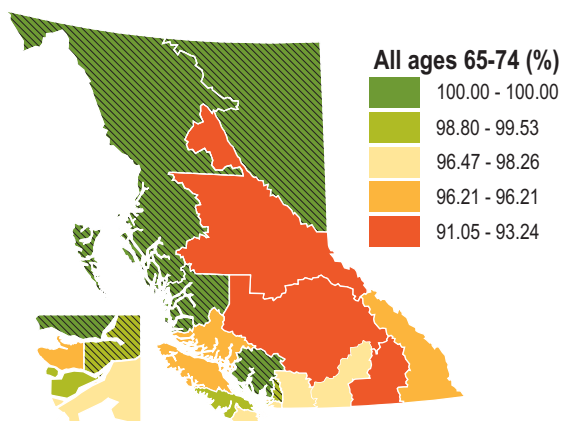 All ages 65-74 (%)
100.00 - 100.00
98.80 - 99.53
96.47 - 98.26
96.21 - 96.21
91.05 - 93.24